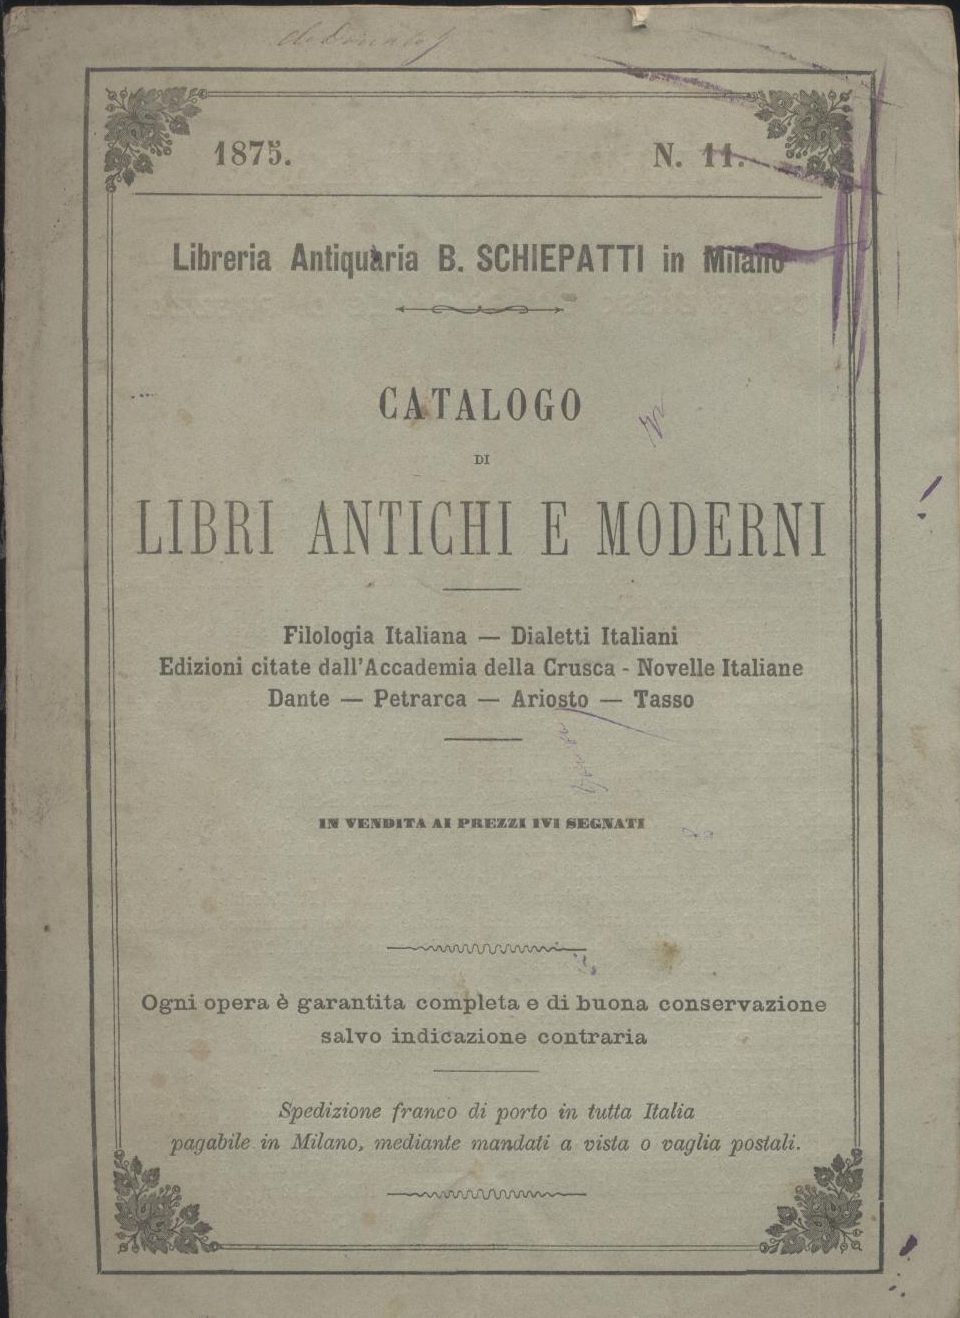 1875.
N. 11.
Libreria Antiquaria B. SCHIEPATTI in Milano
CATALOGO
DI
LIBRI ANTICHI E MODERNI
Filologia Italiana — Dialetti Italiani
Edizioni citate dall'Accademia della Crusca - Novelle Italiane
Dante — Petrarca — Ariosto — Tasso
IN VENDITA AI PREZZI IVI SEGNATI
Ogni opera è garantita completa e di buona conservazione
salvo indicazione contraria
Spedizione franco di porto in tutta Italia
pagabile in Milano, mediante mandati a vista o vaglia postali.